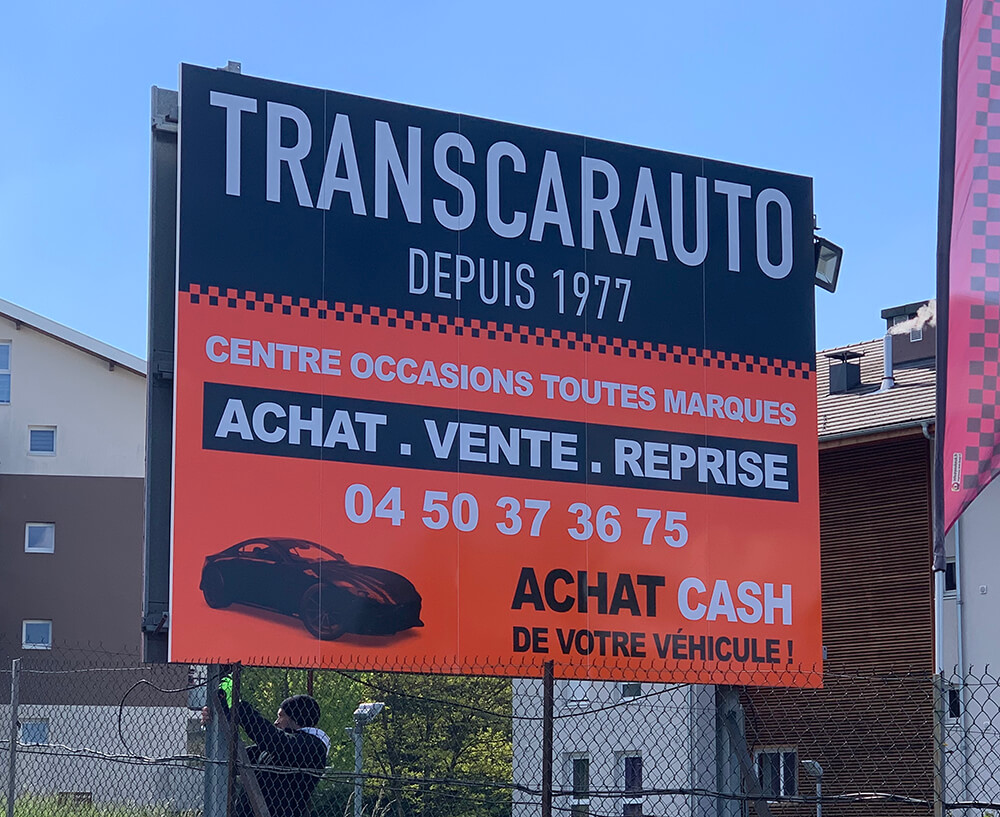 TRANSCARAUTO
DEPUIS 1977
CENTRE OCCASIONS TOUTES MARQUES
ACHAT . VENTE . REPRISE
04 50 37 36 75
ACHAT CASH
DE VOTRE VÉHICULE !